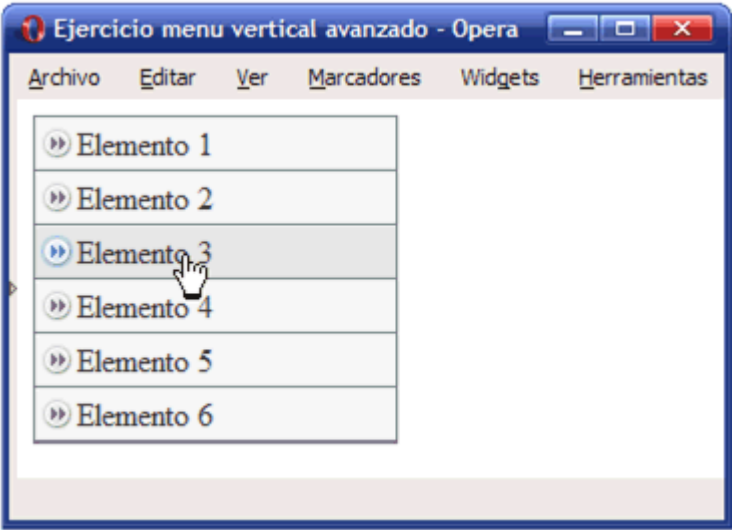 Ejercicio menu vertical avanzado - Opera
Archivo Editar Ver Marcadores Widgets Herramientas
Elemento 1
Elemento 2
Elemento 3
Elemento 4
Elemento 5
Elemento 6